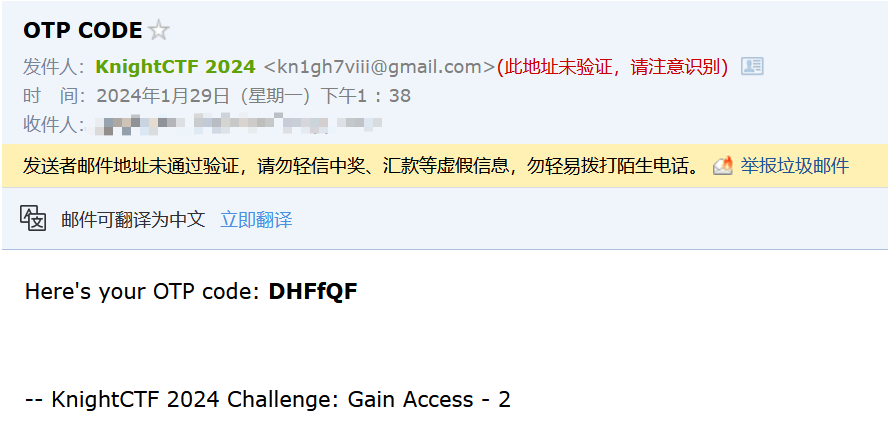 OTP CODE
发件人：KnightCTF 2024 <kn1gh7viii@gmail.com>(此地址未验证，请注意识别)
时　间：2024年1月29日（星期一）下午1：38
收件人：
发送者邮件地址未通过验证，请勿轻信中奖、汇款等虚假信息，勿轻易拨打陌生电话。 举报垃圾邮件
邮件可翻译为中文 立即翻译
Here's your OTP code: DHFfQF
-- KnightCTF 2024 Challenge: Gain Access - 2